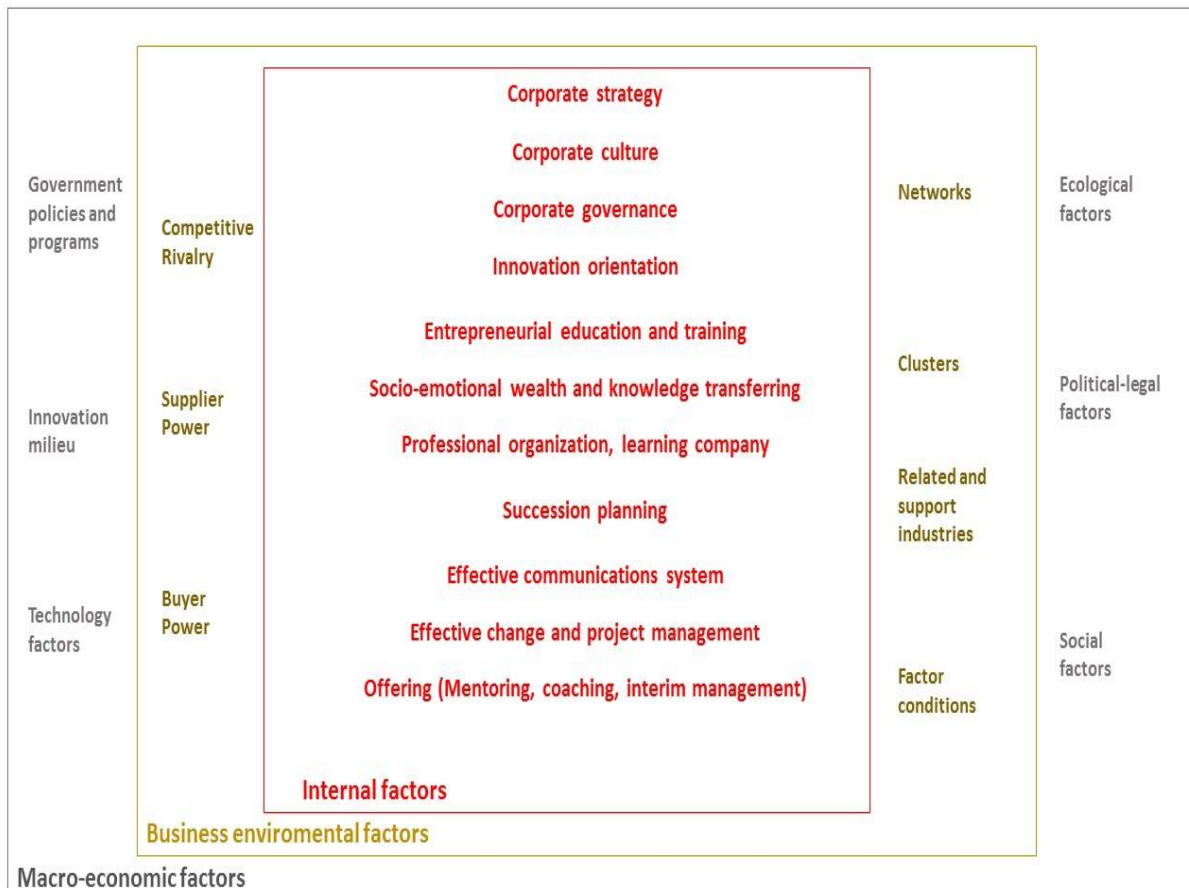 Corporate strategy
Corporate culture
Corporate governance
Innovation orientation
Entrepreneurial education and training
Socio-emotional wealth and knowledge transferring
Professional organization, learning company
Succession planning
Effective communications system
Effective change and project management
Offering (Mentoring, coaching, interim management)
Internal factors
Competitive
Rivalry
Supplier
Power
Buyer
Power
Networks
Clusters
Related and
support
industries
Factor
conditions
Business enviromental factors
Government
policies and
programs
Innovation
milieu
Technology
factors
Ecological
factors
Political-legal
factors
Social
factors
Macro-economic factors